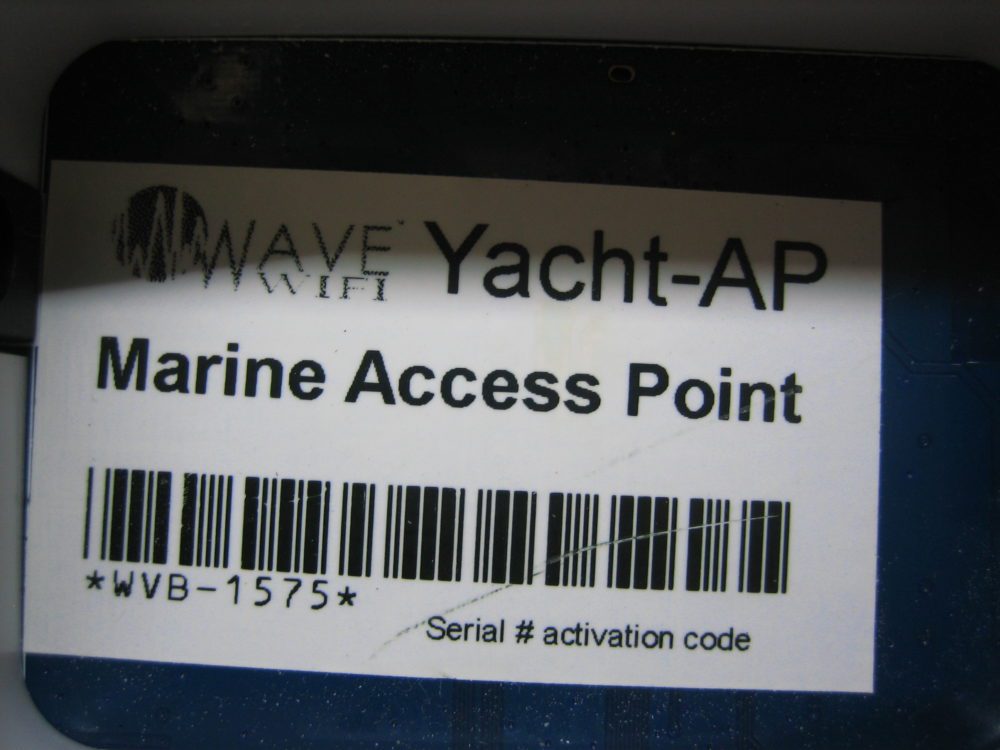 WAVE Yacht-AP
WIFI
Marine Access Point
*WVB-1575*
Serial # activation code